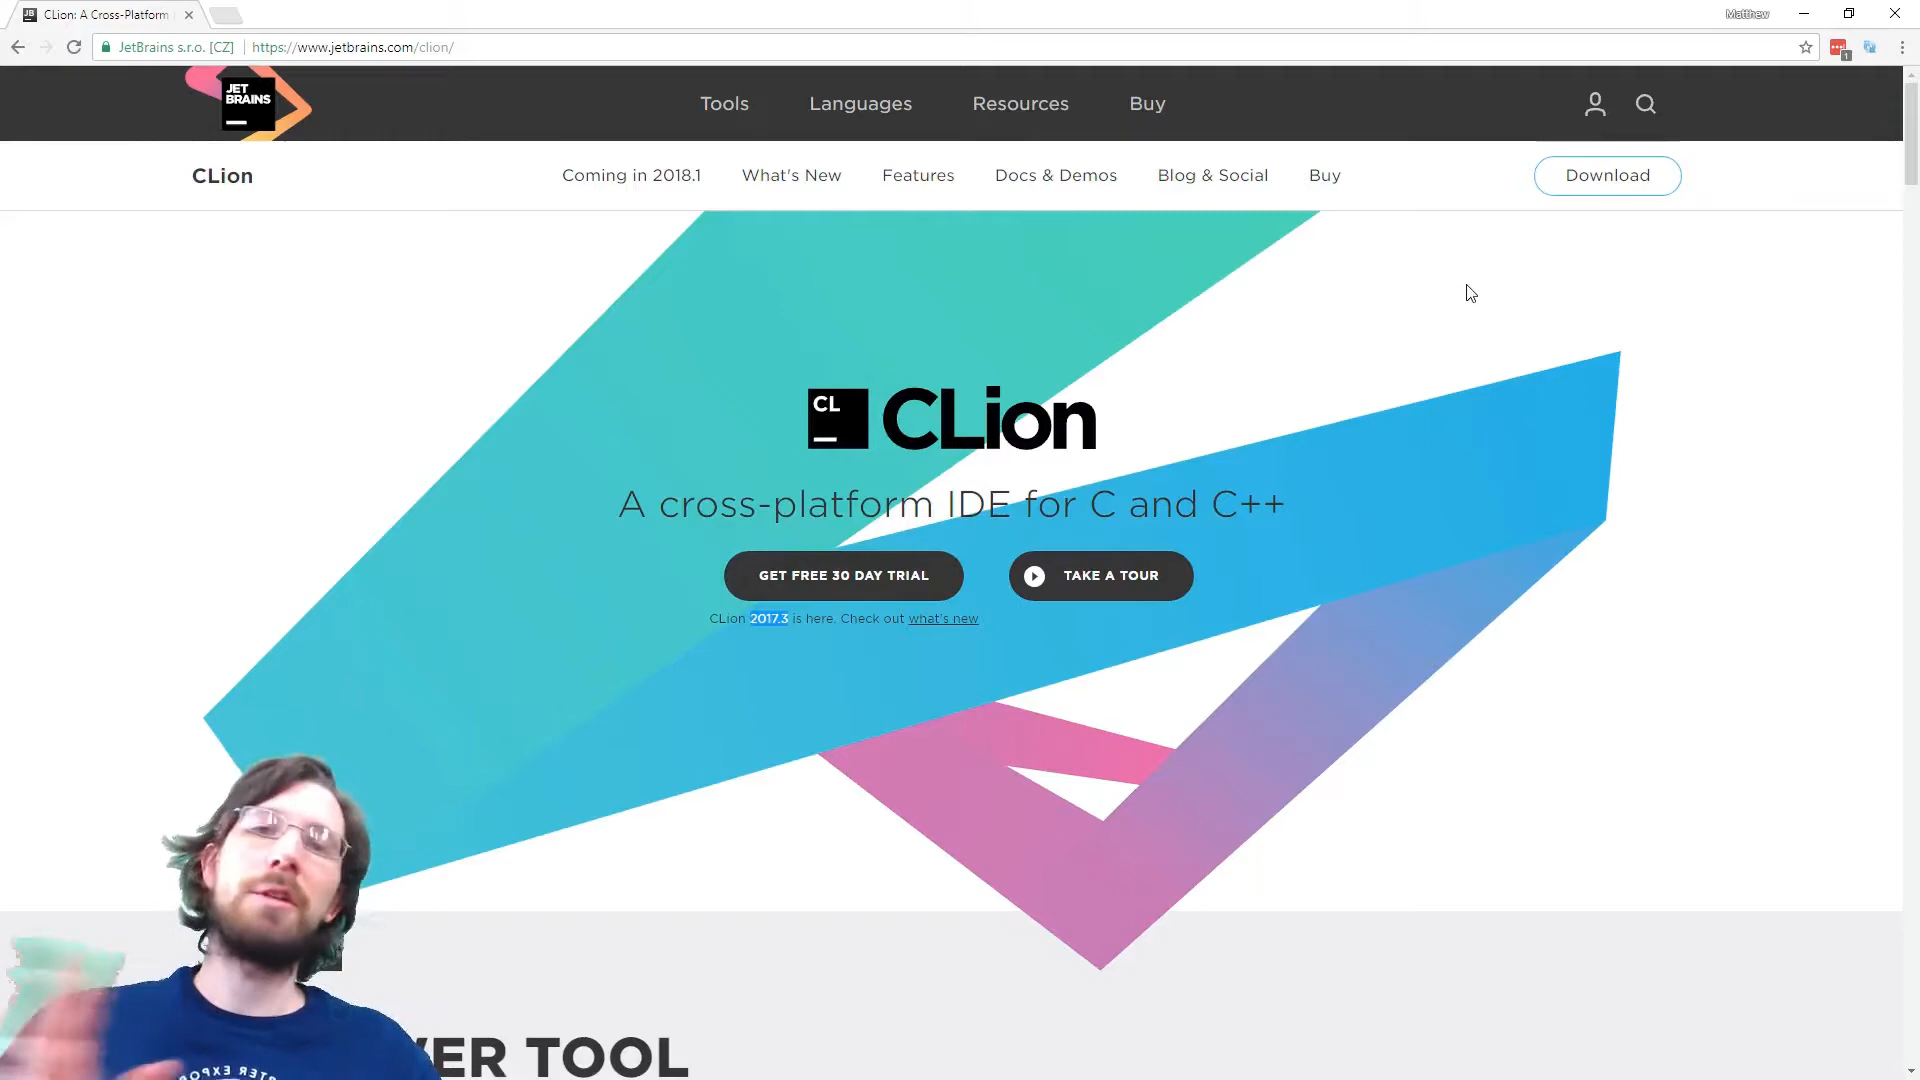 CLion: A Cross-Platform
Matthew
JetBrains s.r.o. [CZ]
https://www.jetbrains.com/clion/
JET
BRAINS
Tools
Languages
Resources
Buy
CLion
Coming in 2018.1
What's New
Features
Docs & Demos
Blog & Social
Buy
Download
CL
CLion
A cross-platform IDE for C and C++
GET FREE 30 DAY TRIAL
TAKE A TOUR
CLion 2017.3 is here. Check out what's new
TOOL